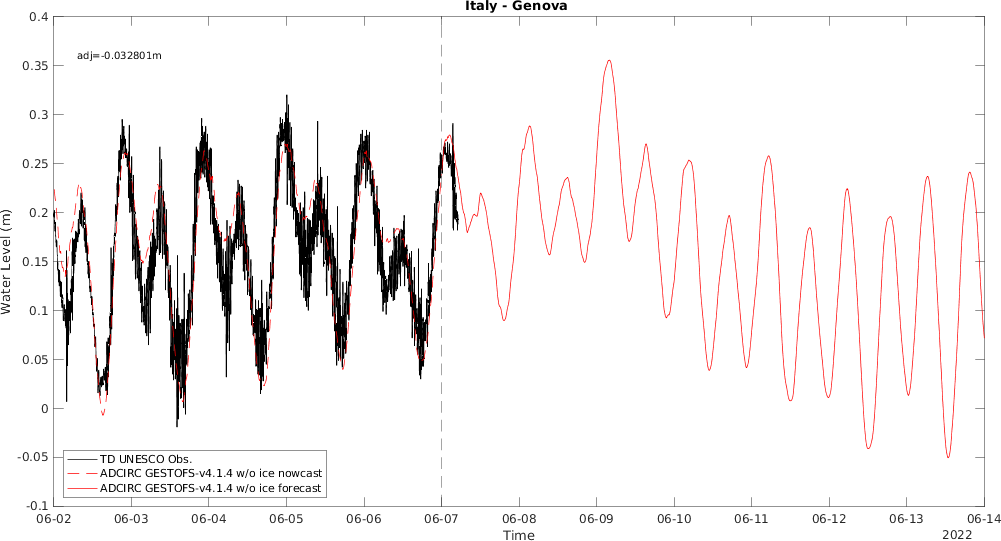 Italy - Genova
0.4
0.35
0.3
0.25
0.2
0.15
0.1
0.05
0
-0.05
-0.1
Water Level (m)
adj=-0.032801m
TD UNESCO Obs.
ADCIRC GESTOFS-v4.1.4 w/o ice nowcast
ADCIRC GESTOFS-v4.1.4 w/o ice forecast
06-02 06-03 06-04 06-05 06-06 06-07 06-08 06-09 06-10 06-11 06-12 06-13 06-14
Time
2022